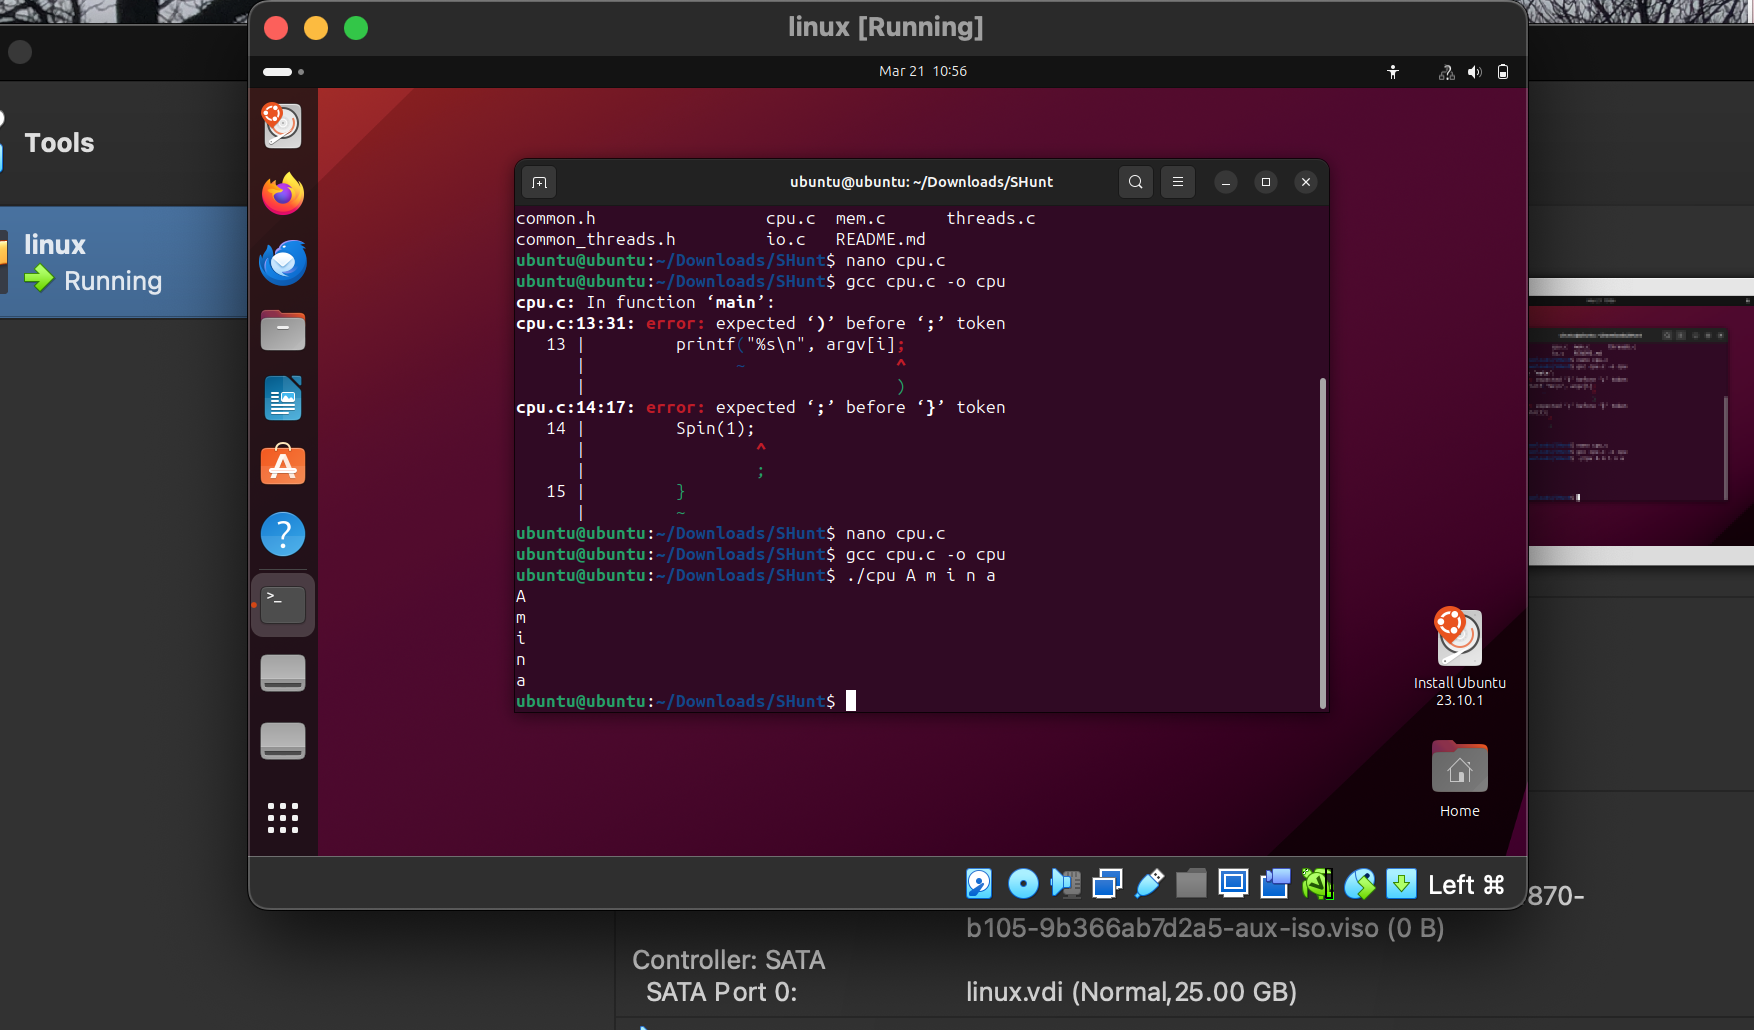 linux [Running]
Mar 21 10:56
Tools
linux
Running
ubuntu@ubuntu: ~/Downloads/SHunt
common.h cpu.c mem.c threads.c
common_threads.h io.c README.md
ubuntu@ubuntu:~/Downloads/SHunt$ nano cpu.c
ubuntu@ubuntu:~/Downloads/SHunt$ gcc cpu.c -o cpu
cpu.c: In function ‘main’:
cpu.c:13:31: error: expected ‘)’ before ‘;’ token
13 | printf("%s\n", argv[i];
| ~ ^
| )
cpu.c:14:17: error: expected ‘;’ before ‘}’ token
14 | Spin(1);
| ^
| ;
15 | }
| ~
ubuntu@ubuntu:~/Downloads/SHunt$ nano cpu.c
ubuntu@ubuntu:~/Downloads/SHunt$ gcc cpu.c -o cpu
ubuntu@ubuntu:~/Downloads/SHunt$ ./cpu A m i n a
A
m
i
n
a
ubuntu@ubuntu:~/Downloads/SHunt$
Install Ubuntu
23.10.1
Home
Left ⌘
870-
b105-9b366ab7d2a5-aux-iso.viso (0 B)
Controller: SATA
SATA Port 0: linux.vdi (Normal, 25.00 GB)